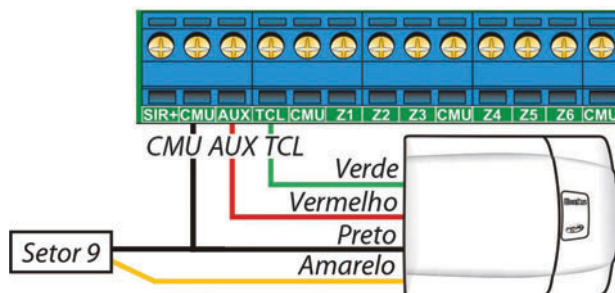 SIR+ CMU AUX TCL CMU Z1 Z2 Z3 CMU Z4 Z5 Z6 CMU
CMU AUX TCL
Verde
Vermelho
Preto
Setor 9
Amarelo